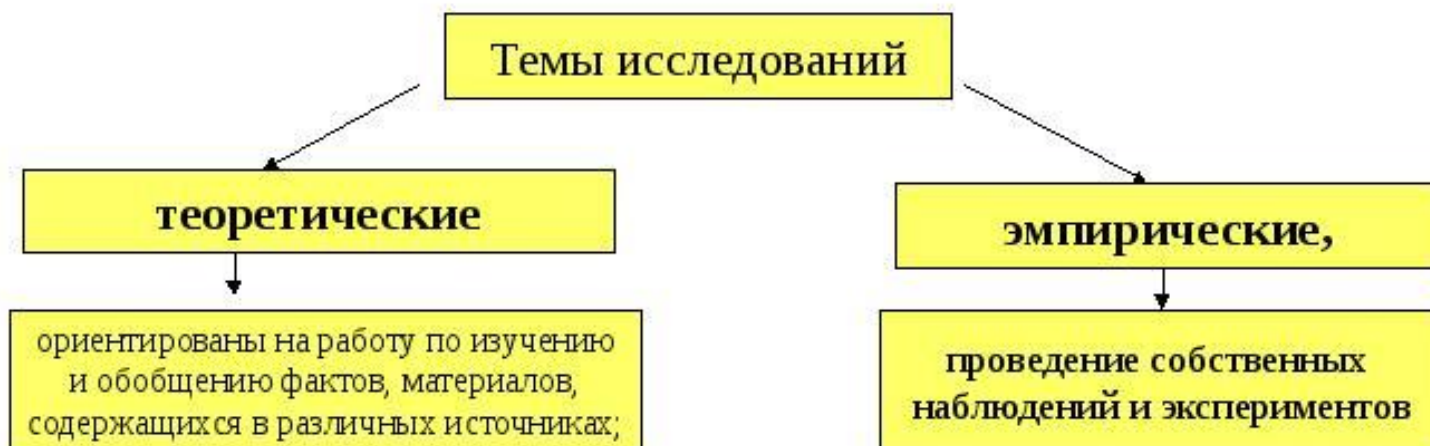 Темы исследований
теоретические
эмпирические,
ориентированы на работу по изучению
и обобщению фактов, материалов,
содержащихся в различных источниках;
проведение собственных
наблюдений и экспериментов